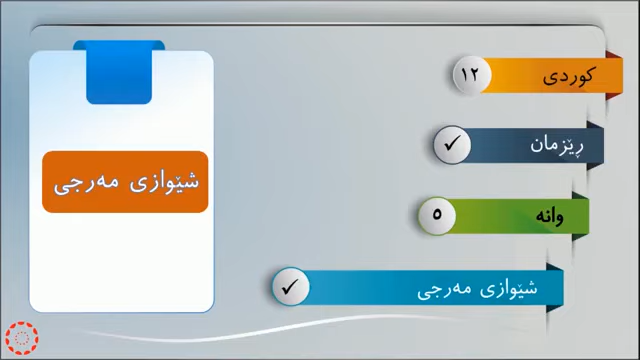 کوردی ١٢
ڕێزمان
وانە ٥
شێوازی مەرجی
شێوازی مەرجی